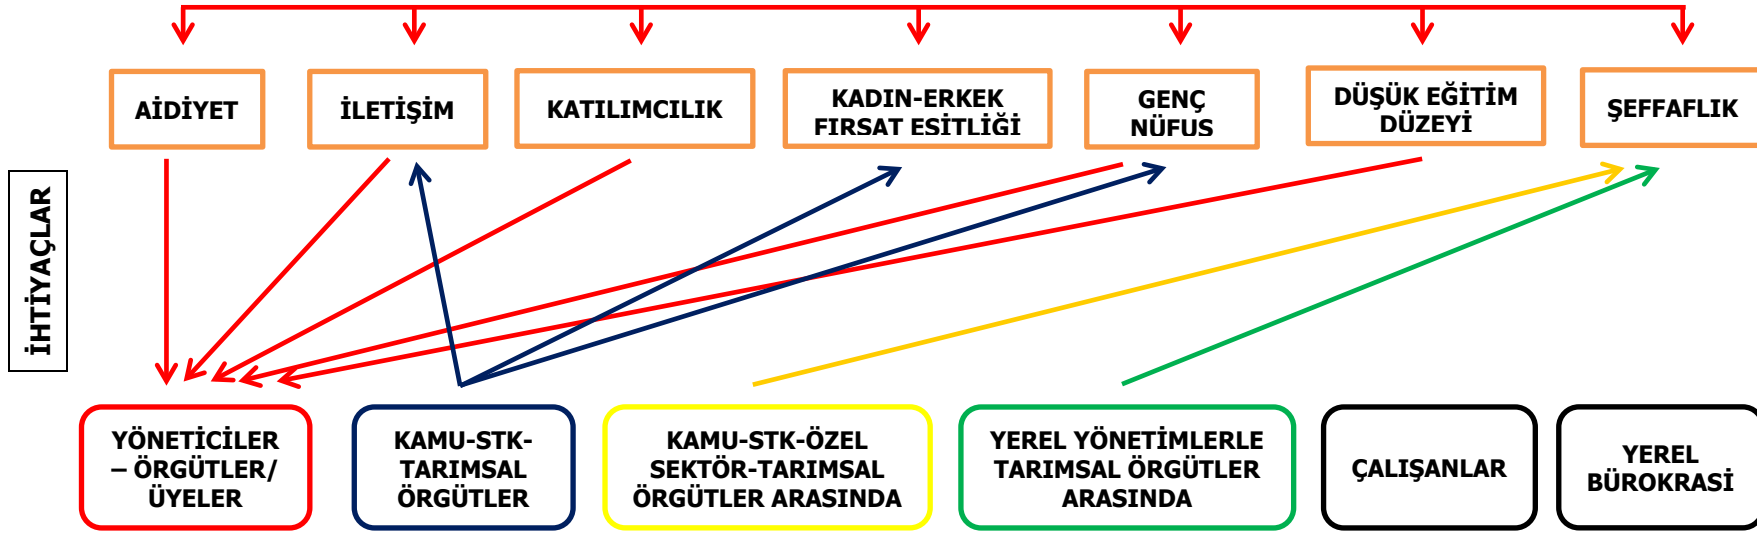 AİDİYET
İLETİŞİM
KATILIMCILIK
KADIN-ERKEK
FIRSAT ESİTLİĞİ
GENÇ
NÜFUS
DÜŞÜK EĞİTİM
DÜZEYİ
ŞEFFAFLIK
İHTİYAÇLAR
YÖNETİCİLER
– ÖRGÜTLER/
ÜYELER
KAMU-STK-
TARIMSAL
ÖRGÜTLER
KAMU-STK-ÖZEL
SEKTÖR-TARIMSAL
ÖRGÜTLER ARASINDA
YEREL YÖNETİMLERLE
TARIMSAL ÖRGÜTLER
ARASINDA
ÇALIŞANLAR
YEREL
BÜROKRASİ